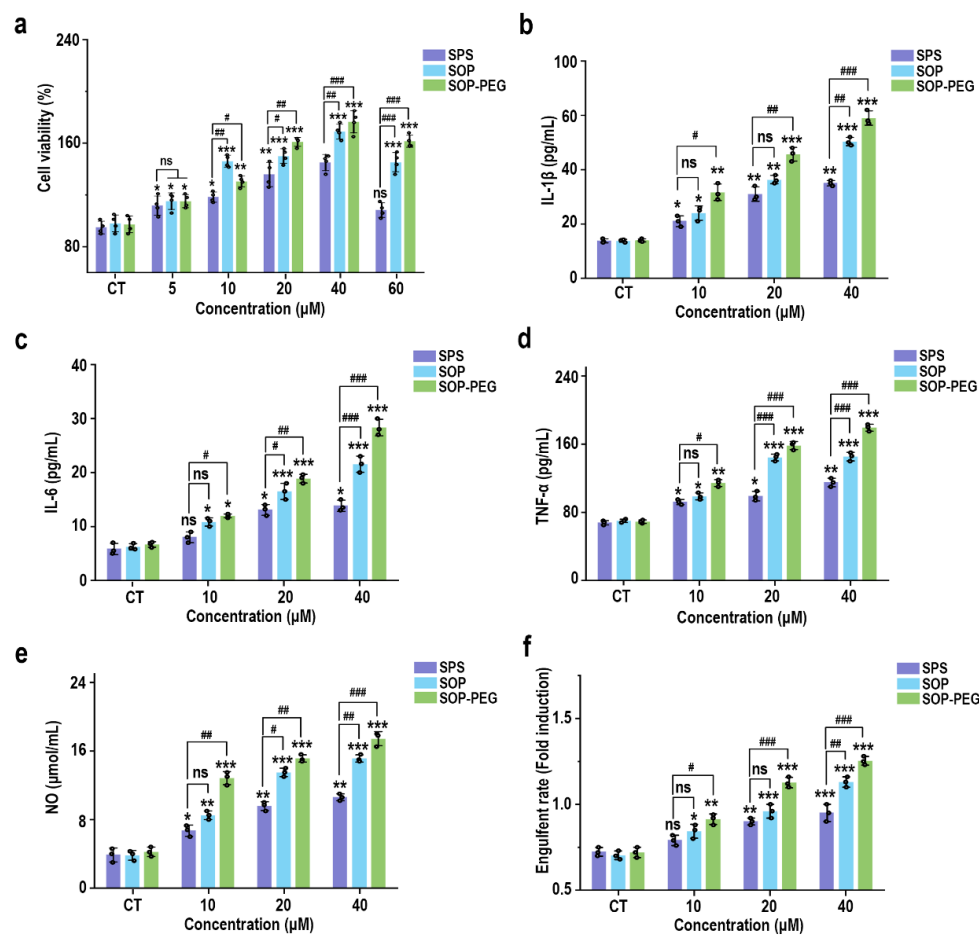 a
SPS
SOP
SOP-PEG
Cell viability (%)
240
160
80
ns
* * *
* *** **
## #
** *** ***
# ##
*** ***
## ###
ns *** ***
### ###
CT 5 10 20 40 60
Concentration (µM)
b
SPS
SOP
SOP-PEG
IL-1β (pg/mL)
100
80
60
40
20
0
* * **
ns #
** ** ***
ns ##
** *** ***
## ###
CT 10 20 40
Concentration (µM)
c
SPS
SOP
SOP-PEG
IL-6 (pg/mL)
40
30
20
10
0
ns * *
ns #
* *** ***
# ##
* *** ***
### ###
CT 10 20 40
Concentration (µM)
d
SPS
SOP
SOP-PEG
TNF-α (pg/mL)
240
160
80
0
* * **
ns #
* *** ***
### ###
** *** ***
### ###
CT 10 20 40
Concentration (µM)
e
SPS
SOP
SOP-PEG
NO (µmol/mL)
24
16
8
0
* ** ***
ns ##
** *** ***
# ##
** *** ***
## ###
CT 10 20 40
Concentration (µM)
f
SPS
SOP
SOP-PEG
Engulfent rate (Fold induction)
1.5
1.0
0.5
ns * **
ns #
** *** ***
ns ###
*** *** ***
## ###
CT 10 20 40
Concentration (µM)